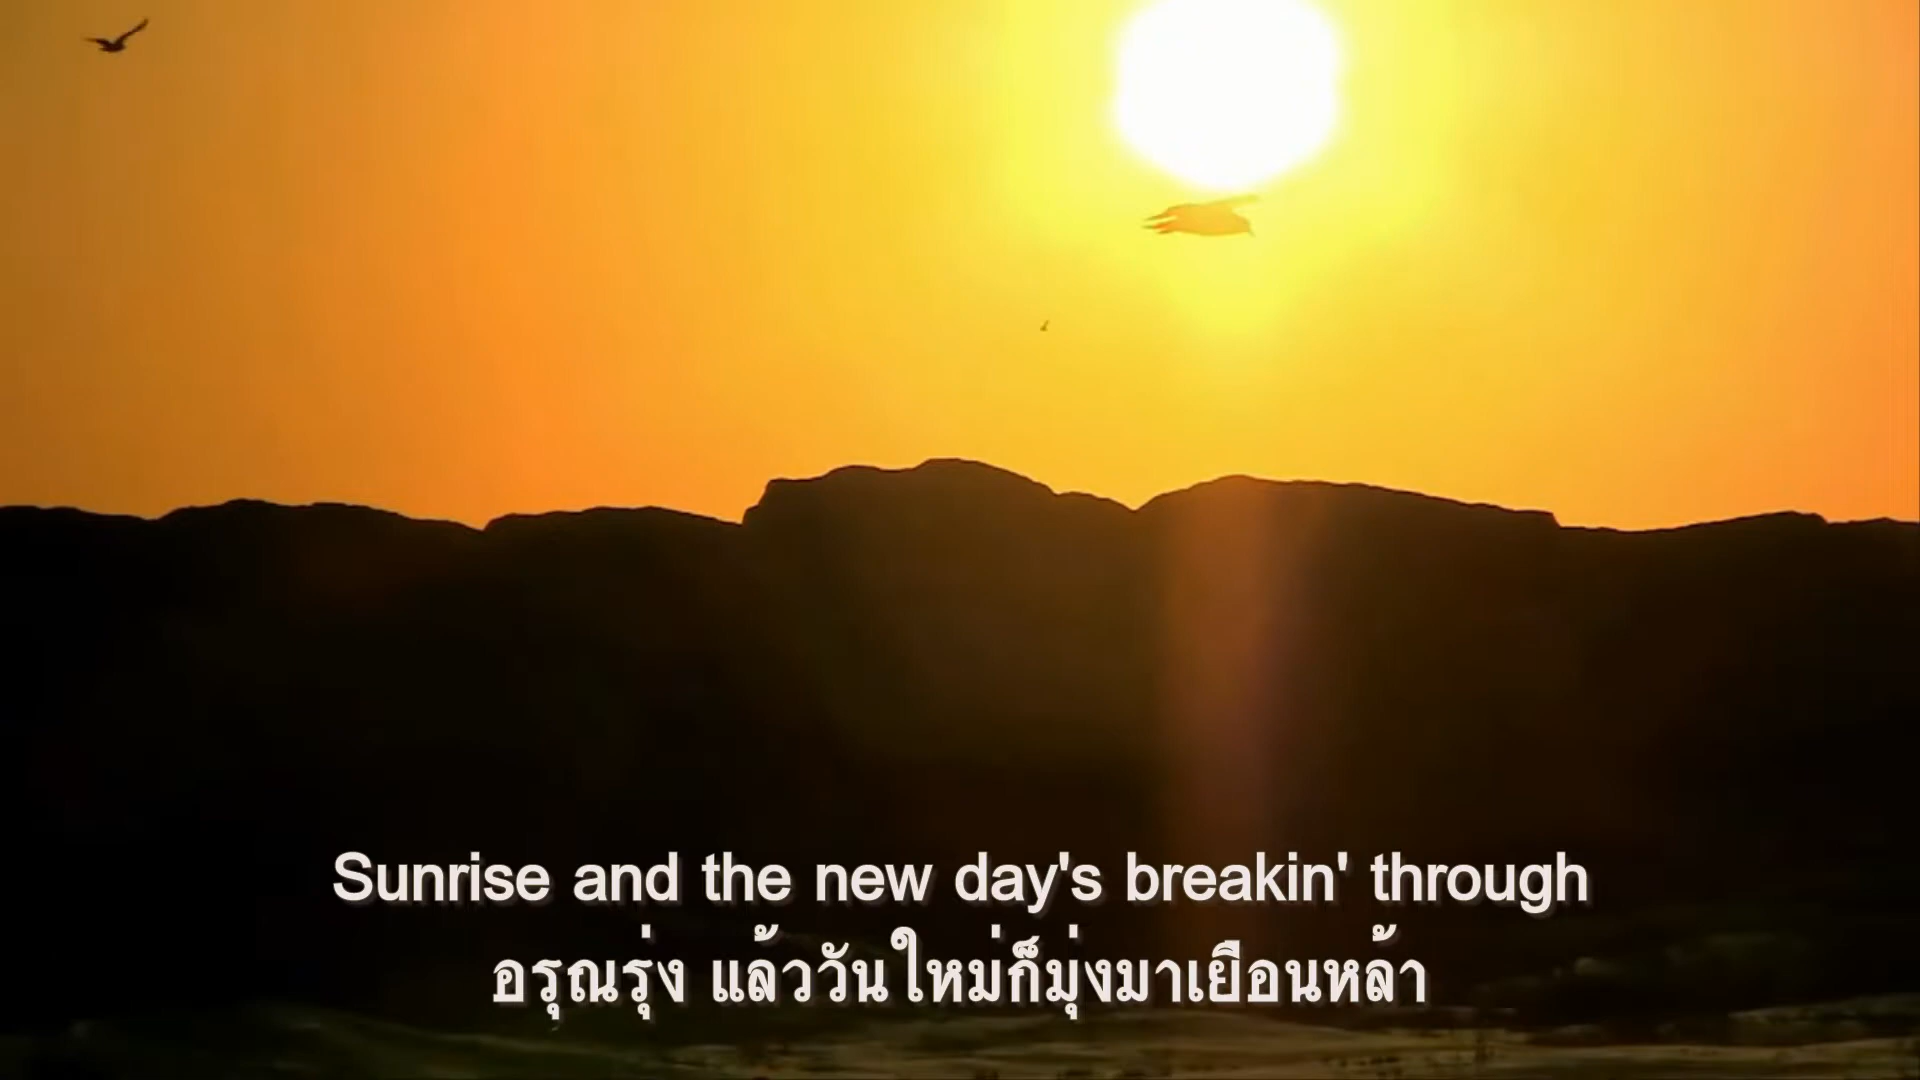 Sunrise and the new day's breakin' through
อรุณรุ่ง แล้ววันใหม่ก็มุ่งมาเยือนหล้า